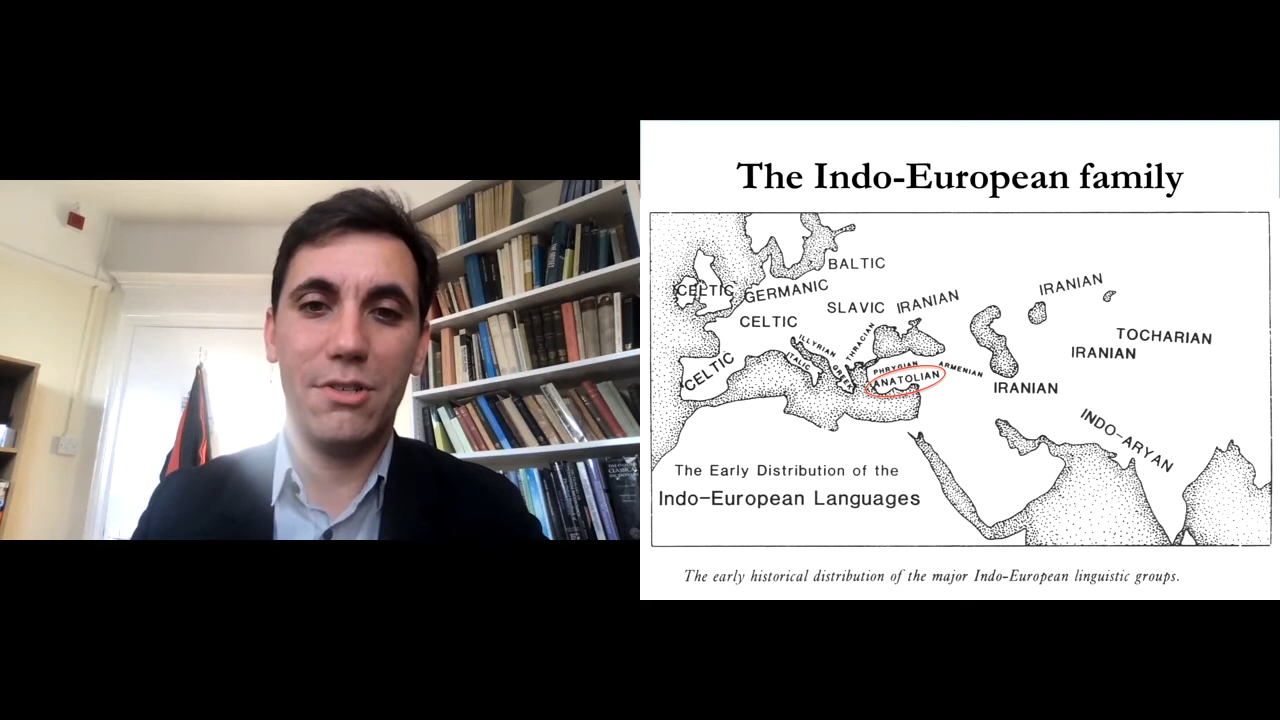 The Indo-European family
BALTIC
CELTIC
GERMANIC
IRANIAN
SLAVIC
IRANIAN
CELTIC
TOCHARIAN
ILLYRIAN
THRACIAN
IRANIAN
CELTIC
ITALIC
GREEK
PHRYGIAN
ARMENIAN
ANATOLIAN
IRANIAN
INDO-ARYAN
The Early Distribution of the
Indo-European Languages
The early historical distribution of the major Indo-European linguistic groups.